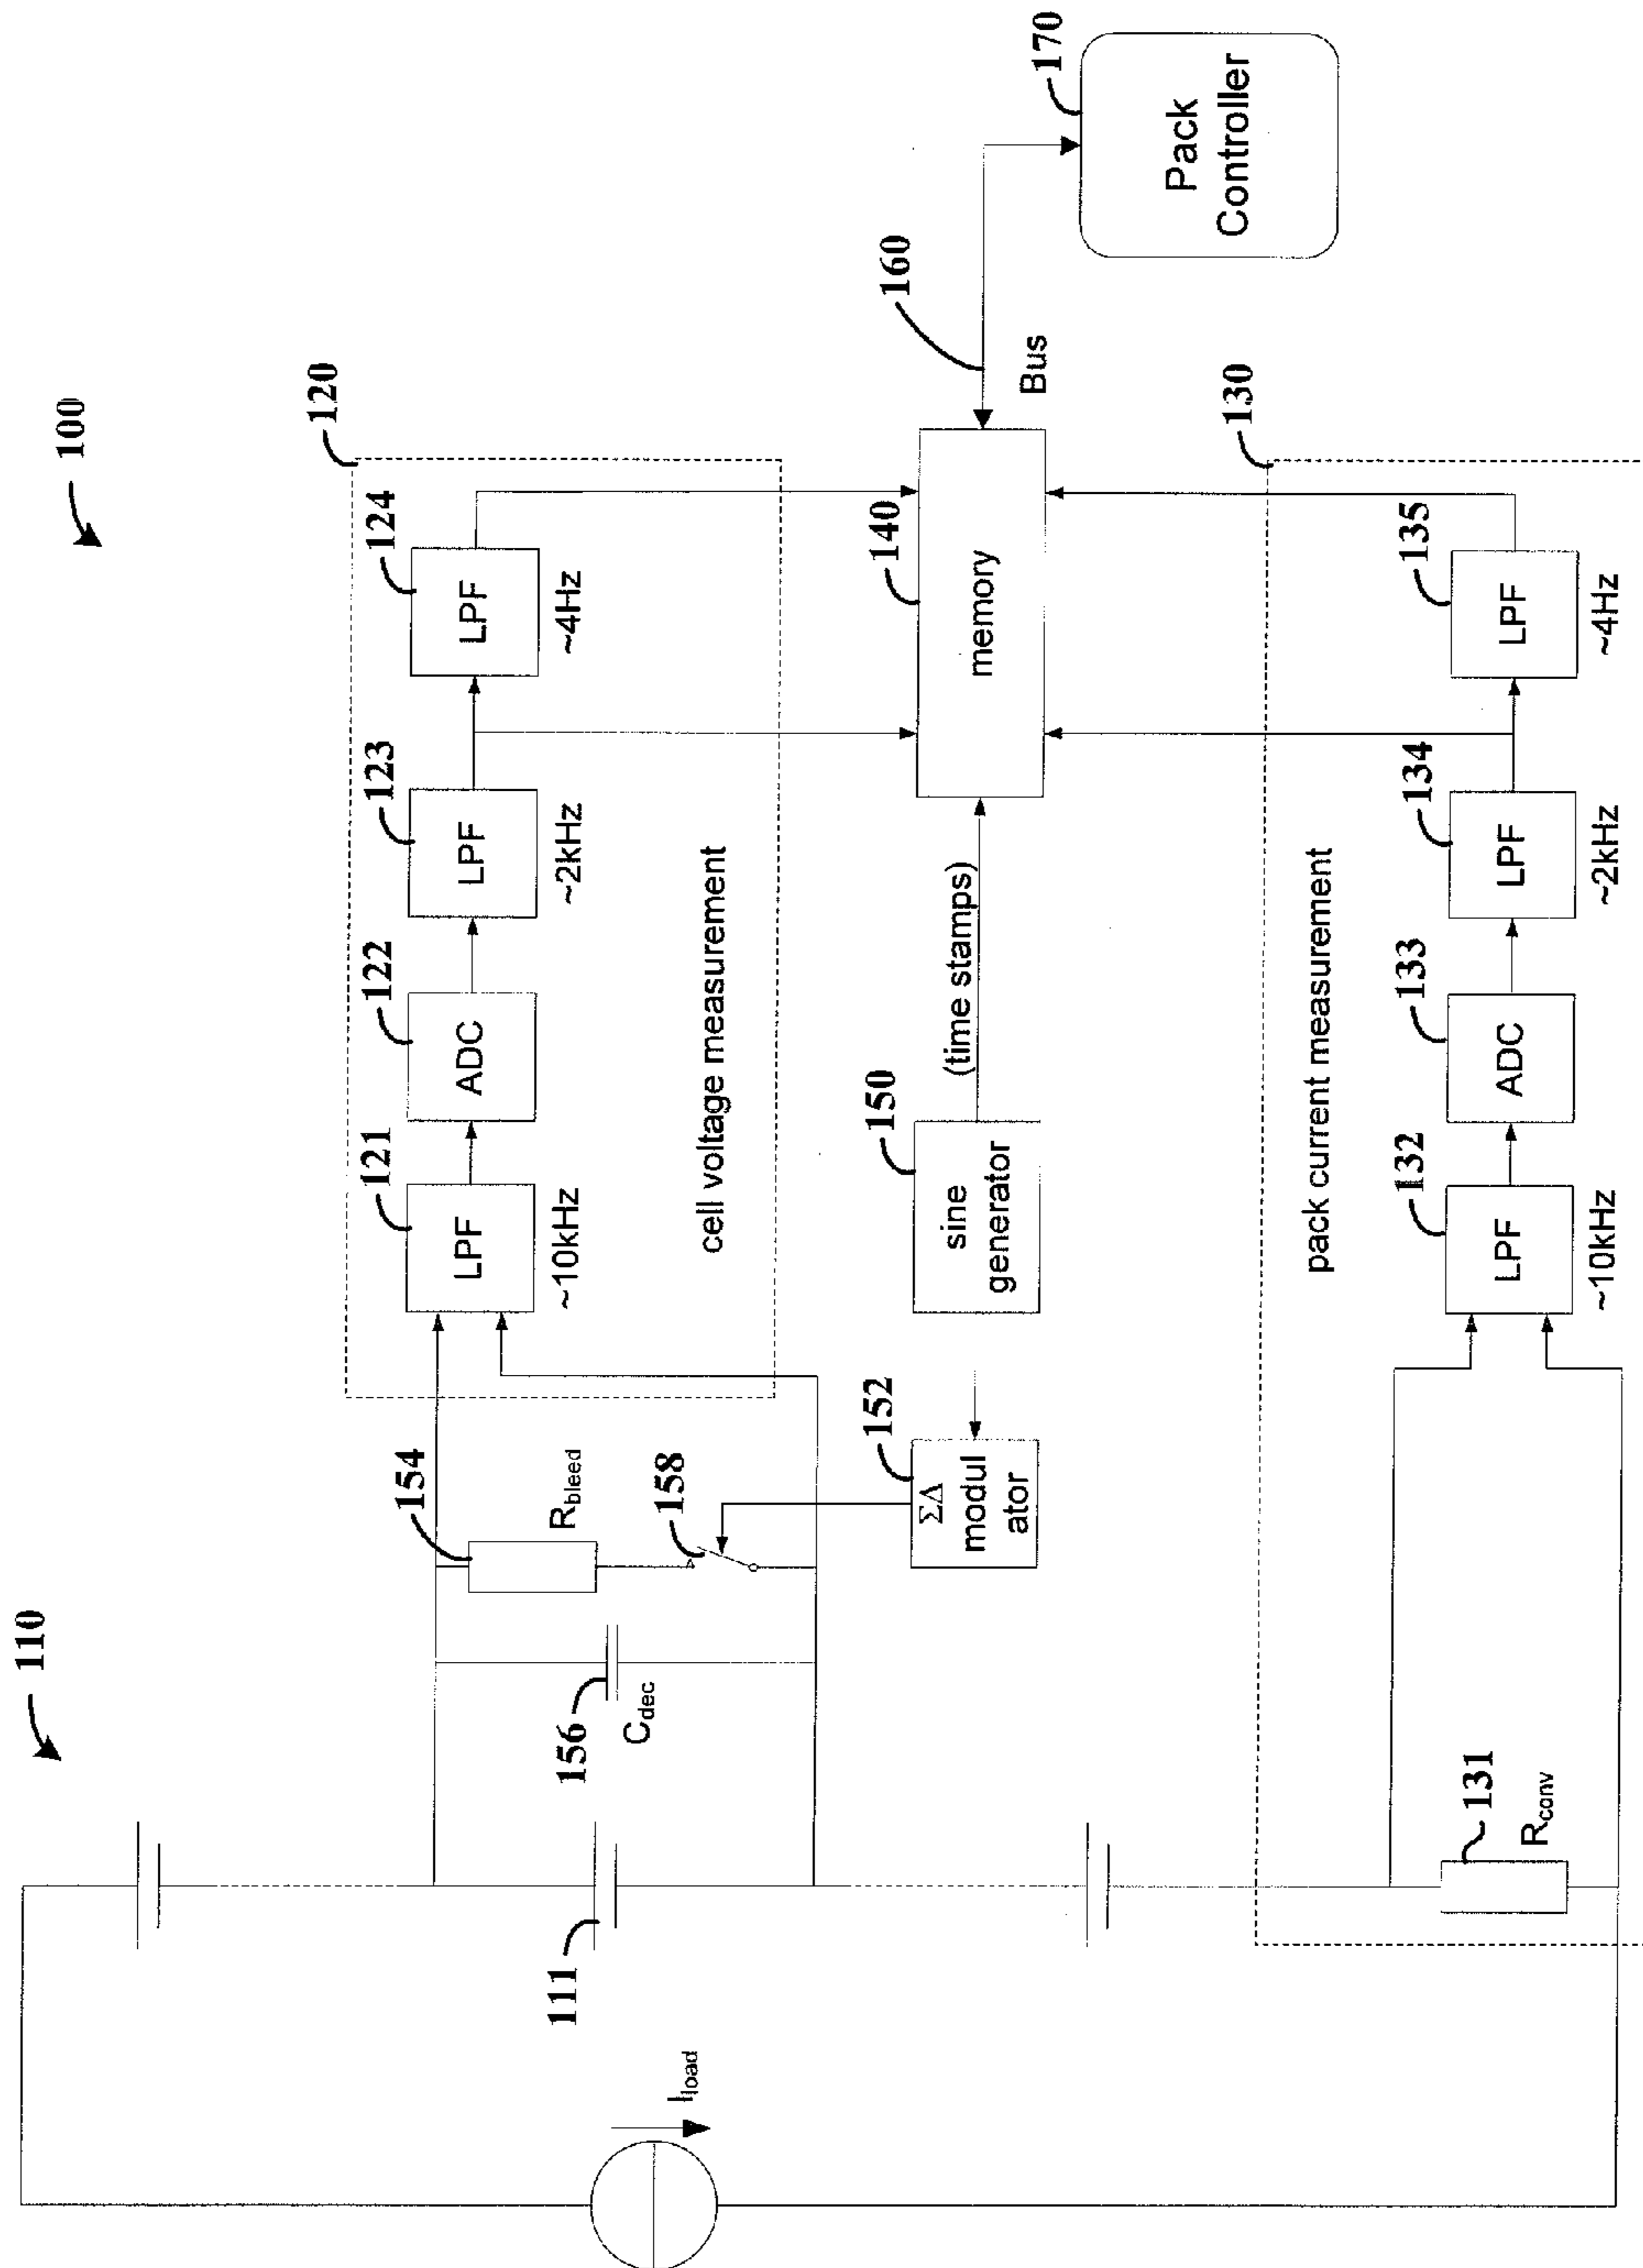 100
110
120
121
LPF
~10kHz
122
ADC
123
LPF
~2kHz
124
LPF
~4Hz
cell voltage measurement
154
R_bleed
158
156
C_dec
111
I_load
152
ΣΔ
modul
ator
150
sine
generator
(time stamps)
140
memory
160
Bus
170
Pack
Controller
130
pack current measurement
131
R_conv
132
LPF
~10kHz
133
ADC
134
LPF
~2kHz
135
LPF
~4Hz